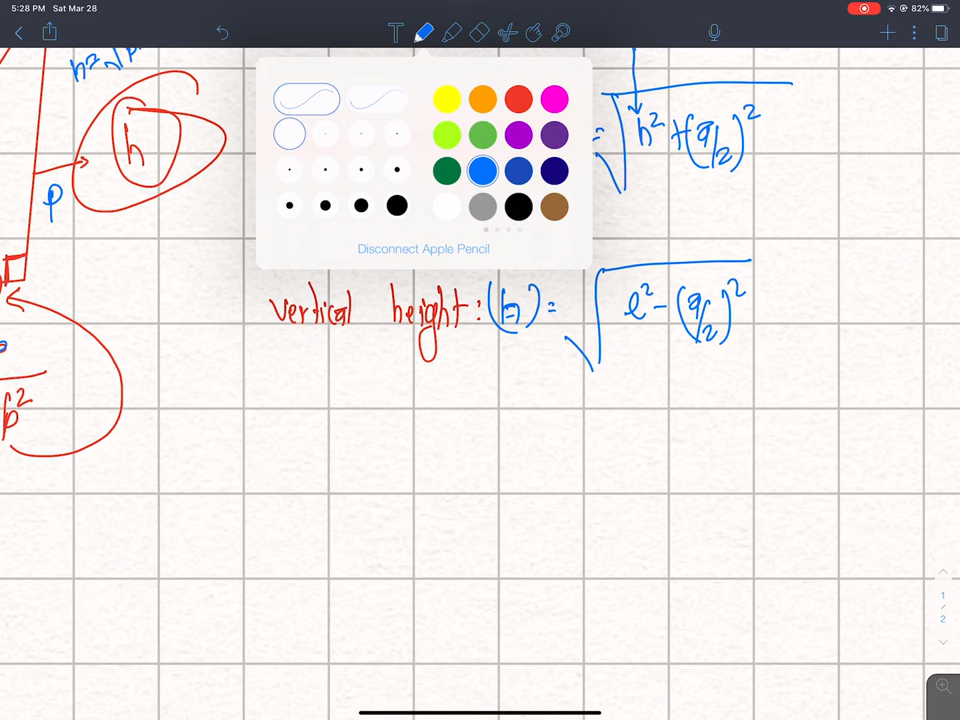 5:28 PM Sat Mar 28
82%
T
h
p
= √h² + (a/2)²
Disconnect Apple Pencil
vertical height: (h) = √l² - (a/2)²
p²
1
/
2